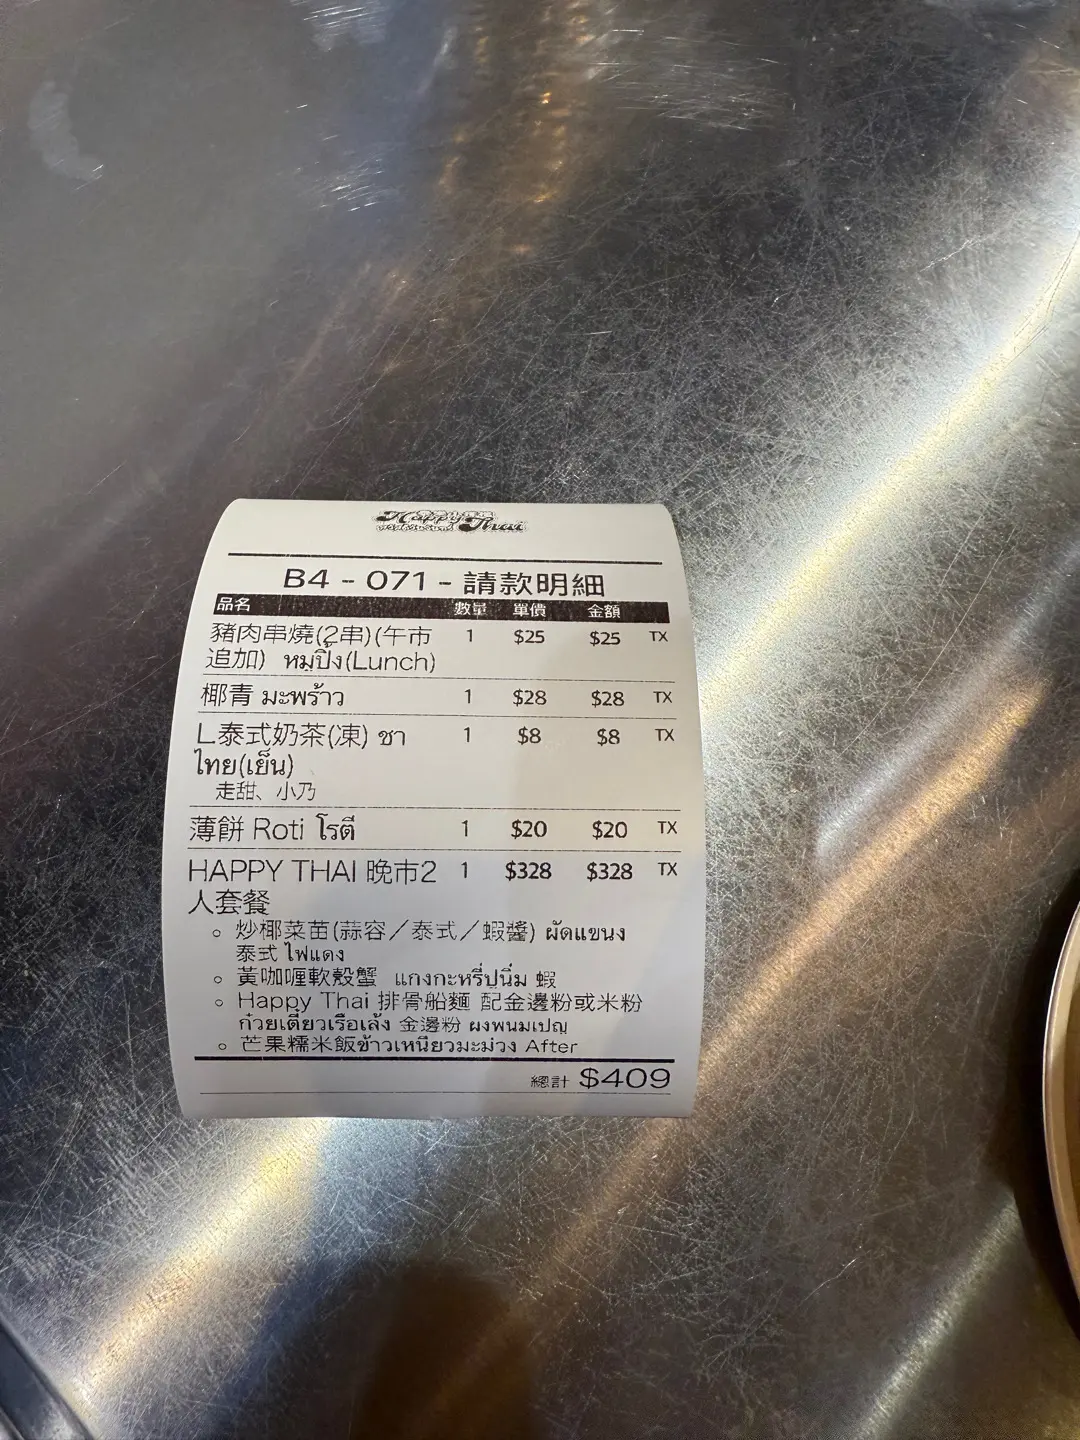 Happy Thai
B4 - 071 - 請款明細
品名 數量 單價 金額
豬肉串燒(2串)(午市 1 $25 $25 TX
追加) หมูปิ้ง(Lunch)
椰青 มะพร้าว 1 $28 $28 TX
L泰式奶茶(凍) ชา 1 $8 $8 TX
ไทย(เย็น)
走甜、小乃
薄餅 Roti โรตี 1 $20 $20 TX
HAPPY THAI 晚市2 1 $328 $328 TX
人套餐
炒椰菜苗(蒜容／泰式／蝦醬) ผัดแขนง
泰式 ไฟแดง
黃咖喱軟殼蟹 แกงกะหรี่ปูนิ่ม 蝦
Happy Thai 排骨船麵 配金邊粉或米粉
ก๋วยเตี๋ยวเรือเล้ง 金邊粉 ผงพนมเปญ
芒果糯米飯ข้าวเหนียวมะม่วง After
總計 $409